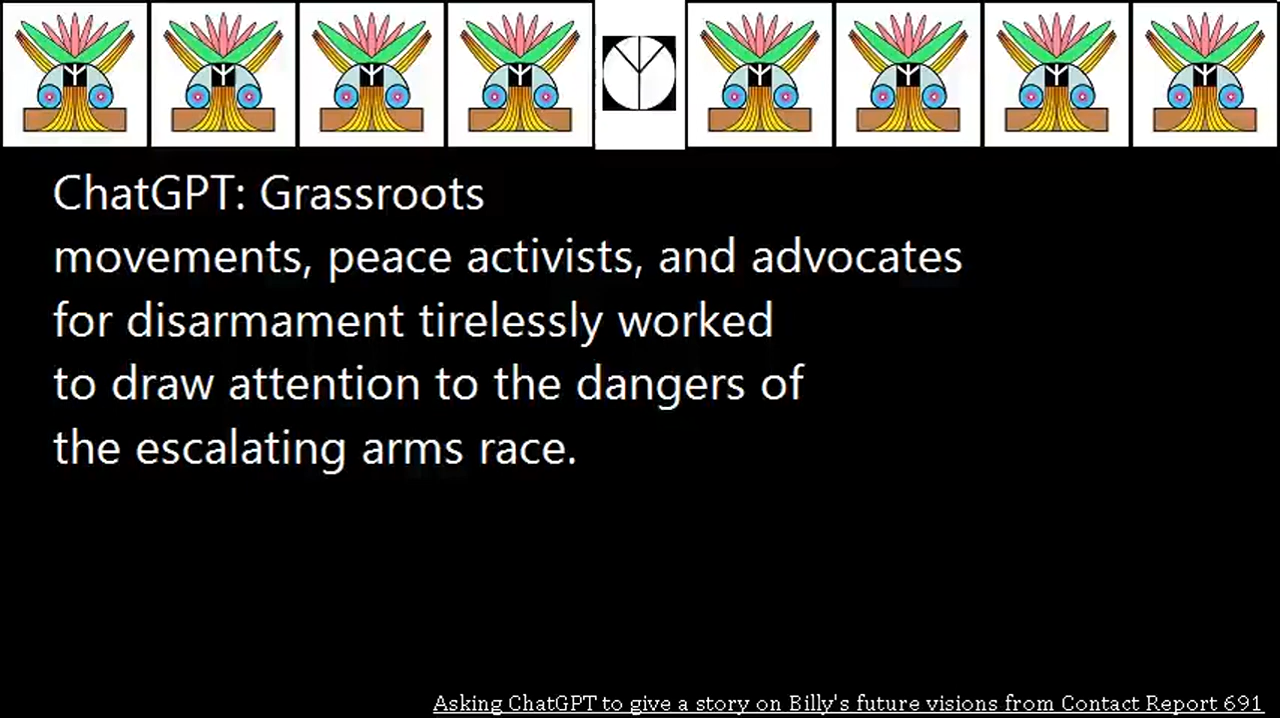 ChatGPT: Grassroots
movements, peace activists, and advocates
for disarmament tirelessly worked
to draw attention to the dangers of
the escalating arms race.
Asking ChatGPT to give a story on Billy's future visions from Contact Report 691